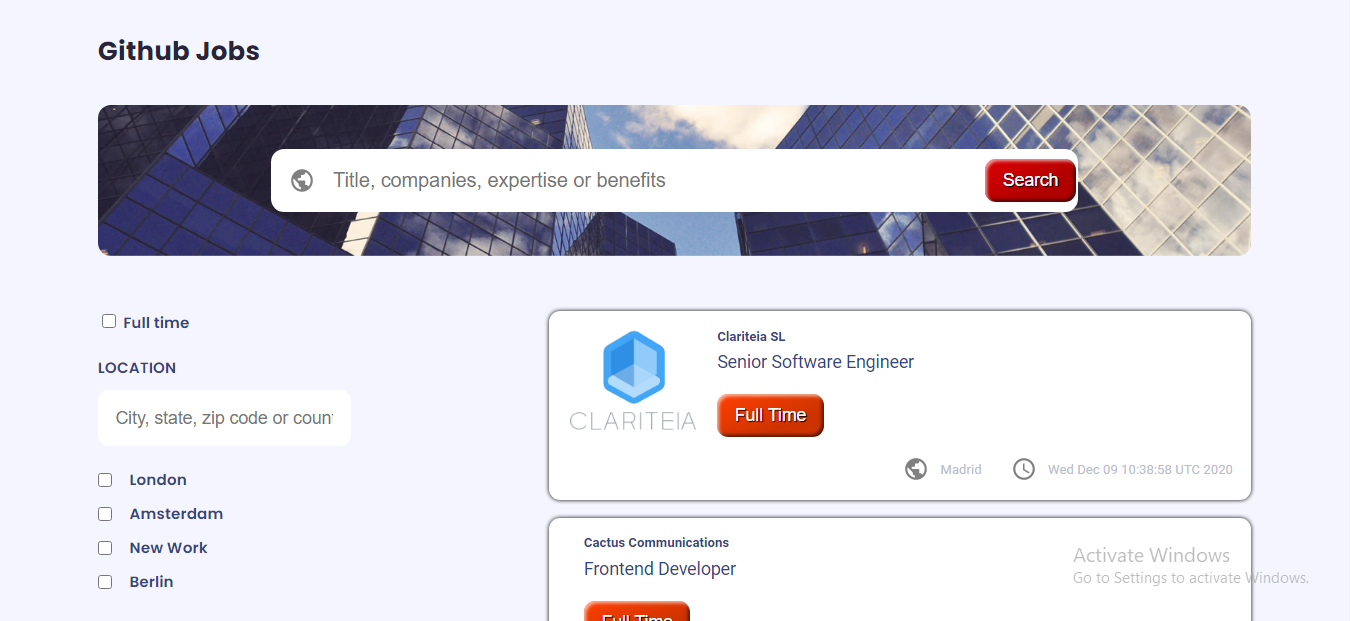 Github Jobs
Title, companies, expertise or benefits
Search
Full time
LOCATION
City, state, zip code or coun
London
Amsterdam
New Work
Berlin
CLARITEIA
Clariteia SL
Senior Software Engineer
Full Time
Madrid
Wed Dec 09 10:38:58 UTC 2020
Cactus Communications
Frontend Developer
Full Time
Activate Windows
Go to Settings to activate Windows.